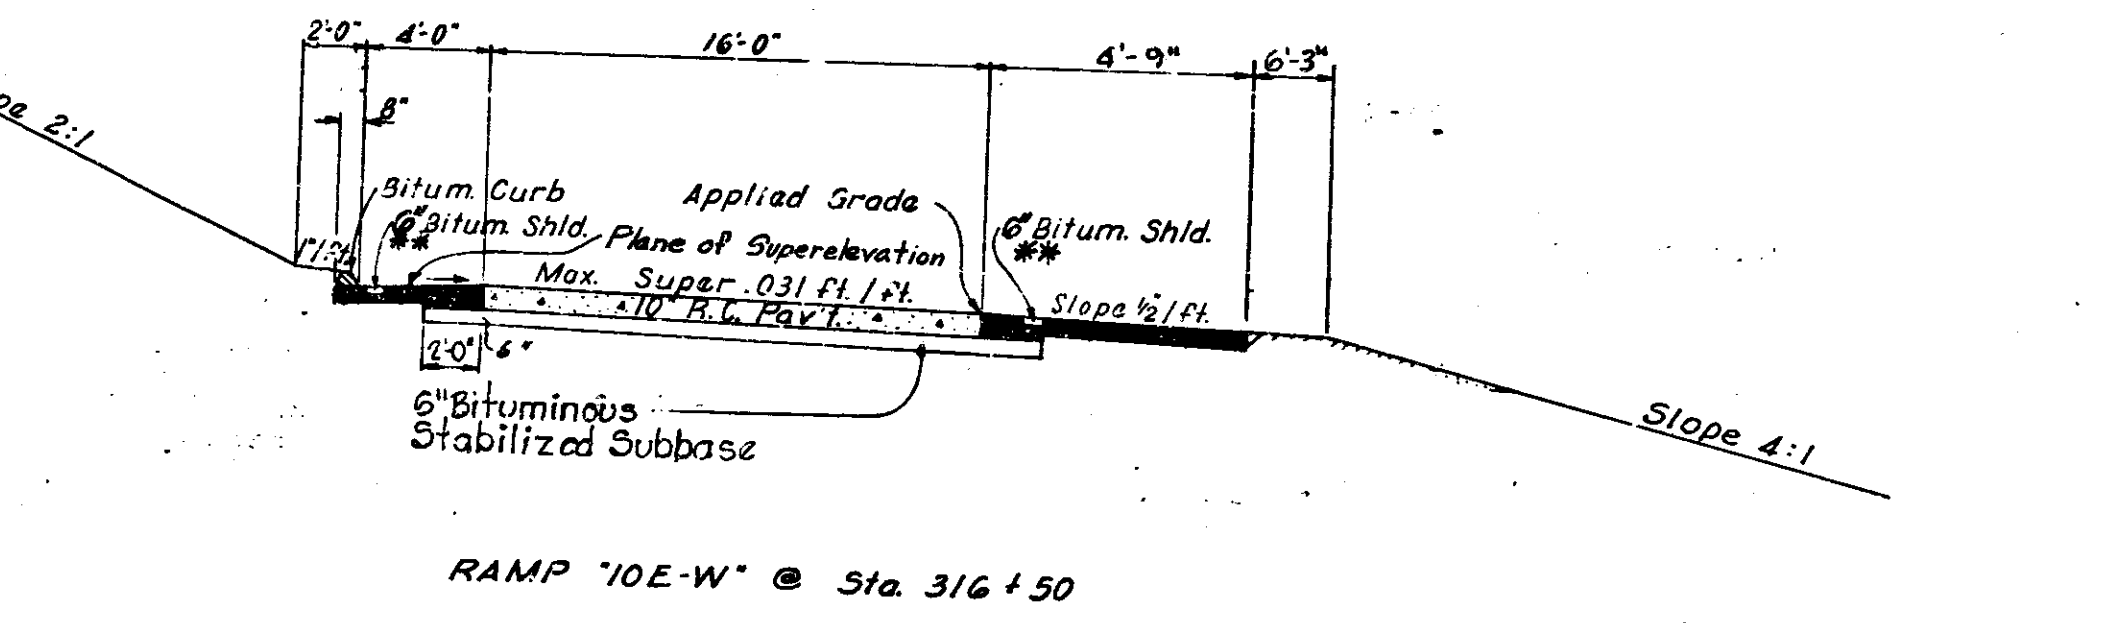 2'-0" 4'-0" 16'-0" 4'-9" 6'-3"
8"
2:1
Bitum. Curb
Applied Grade
6" Bitum. Shld.
**
Plane of Superelevation
6" Bitum. Shld.
**
1"/ft.
Max. Super .031 ft./ft.
Slope 1/2"/ft.
10" R.C. Pav't.
2'-0" 6"
6" Bituminous
Stabilized Subbase
Slope 4:1
RAMP "10E-W" @ Sta. 316+50